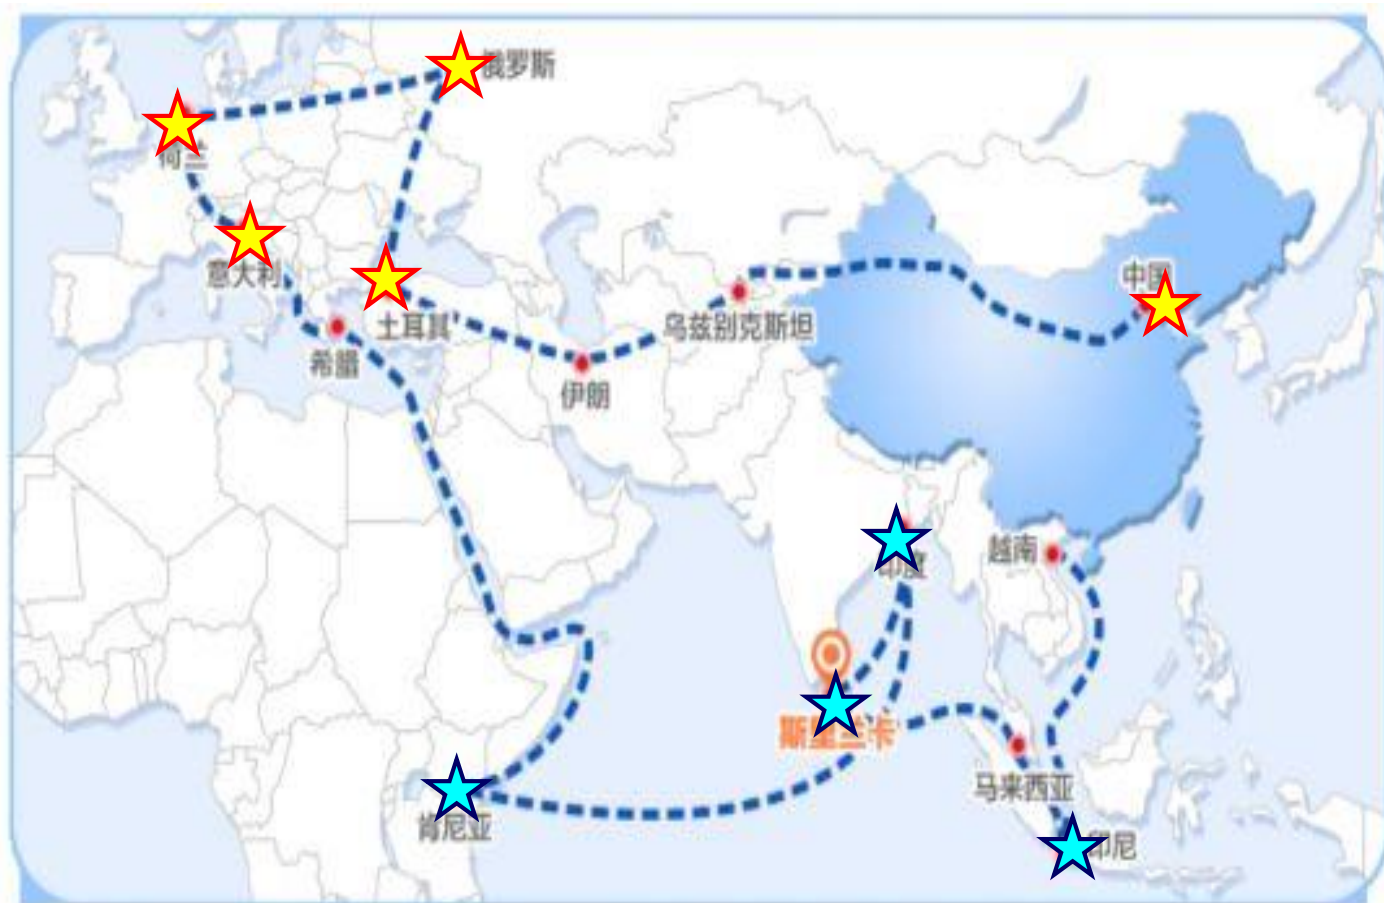 俄罗斯
荷兰
意大利
土耳其
希腊
伊朗
乌兹别克斯坦
中国
越南
印度
斯里兰卡
马来西亚
肯尼亚
印尼